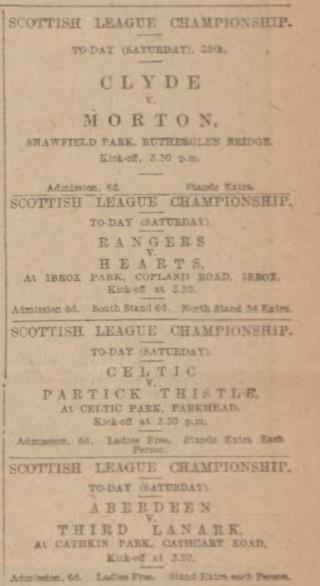 SCOTTISH LEAGUE CHAMPIONSHIP.
TO-DAY (SATURDAY), 29th.
CLYDE
V.
MORTON,
SHAWFIELD PARK, RUTHERGLEN BRIDGE.
Kick-off, 3.30 p.m.
Admission, 6d. Stands Extra.
SCOTTISH LEAGUE CHAMPIONSHIP.
TO-DAY (SATURDAY).
RANGERS
V.
HEARTS,
At IBROX PARK, COPLAND ROAD, IBROX.
Kick-off at 3.30.
Admission 6d. South Stand 6d. North Stand Extra.
SCOTTISH LEAGUE CHAMPIONSHIP.
TO-DAY (SATURDAY).
CELTIC
V.
PARTICK THISTLE,
At CELTIC PARK, PARKHEAD.
Kick-off at 3.30 p.m.
Admission, 6d. Ladies Free. Stands Extra Each
Person.
SCOTTISH LEAGUE CHAMPIONSHIP.
TO-DAY (SATURDAY).
ABERDEEN
V.
THIRD LANARK,
At CATHKIN PARK, CATHCART ROAD,
Kick-off at 3.30.
Admission, 6d. Ladies Free. Stand Extra each Person.